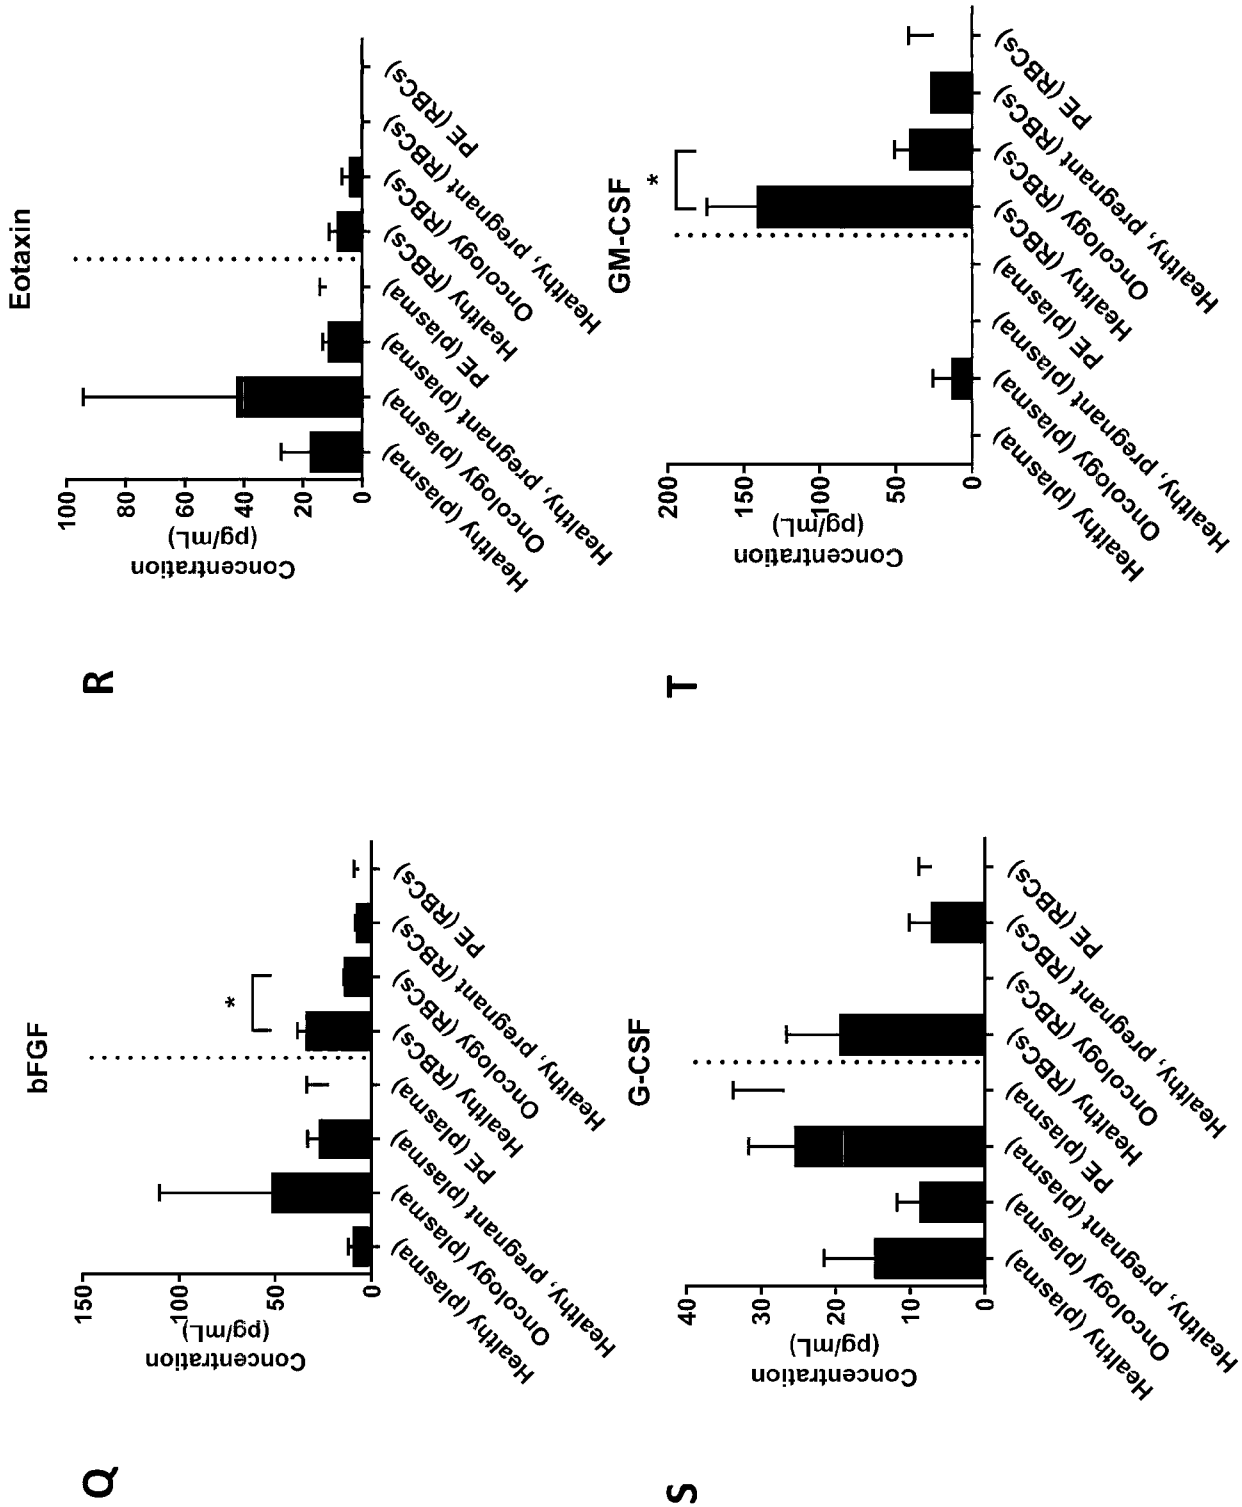 Q
bFGF
Concentration
(pg/mL)
150
100
50
0
*
Healthy (plasma)
Oncology (plasma)
Healthy, pregnant (plasma)
PE (plasma)
Healthy (RBCs)
Oncology (RBCs)
Healthy, pregnant (RBCs)
PE (RBCs)
R
Eotaxin
Concentration
(pg/mL)
100
80
60
40
20
0
Healthy (plasma)
Oncology (plasma)
Healthy, pregnant (plasma)
PE (plasma)
Healthy (RBCs)
Oncology (RBCs)
Healthy, pregnant (RBCs)
PE (RBCs)
S
G-CSF
Concentration
(pg/mL)
40
30
20
10
0
Healthy (plasma)
Oncology (plasma)
Healthy, pregnant (plasma)
PE (plasma)
Healthy (RBCs)
Oncology (RBCs)
Healthy, pregnant (RBCs)
PE (RBCs)
T
GM-CSF
Concentration
(pg/mL)
200
150
100
50
0
*
Healthy (plasma)
Oncology (plasma)
Healthy, pregnant (plasma)
PE (plasma)
Healthy (RBCs)
Oncology (RBCs)
Healthy, pregnant (RBCs)
PE (RBCs)